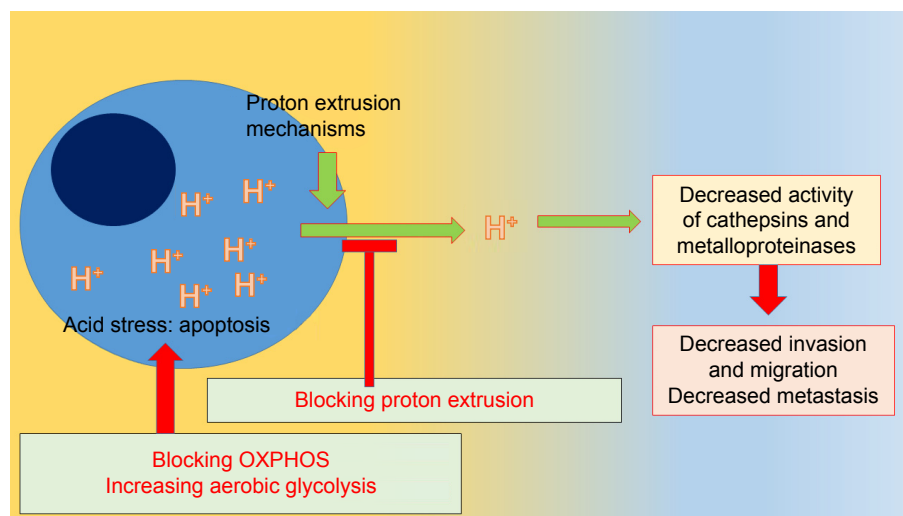 Proton extrusion
mechanisms
H⁺
H⁺
H⁺
H⁺
H⁺
H⁺
H⁺
Acid stress: apoptosis
H⁺
Decreased activity
of cathepsins and
metalloproteinases
Decreased invasion
and migration
Decreased metastasis
Blocking proton extrusion
Blocking OXPHOS
Increasing aerobic glycolysis